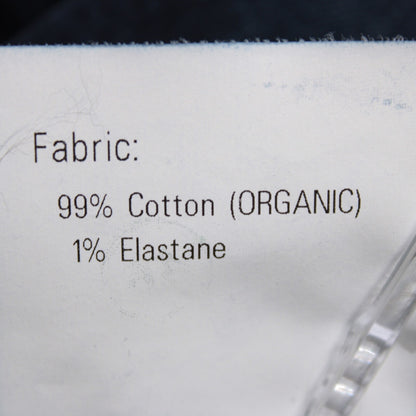 Fabric:
99% Cotton (ORGANIC)
1% Elastane